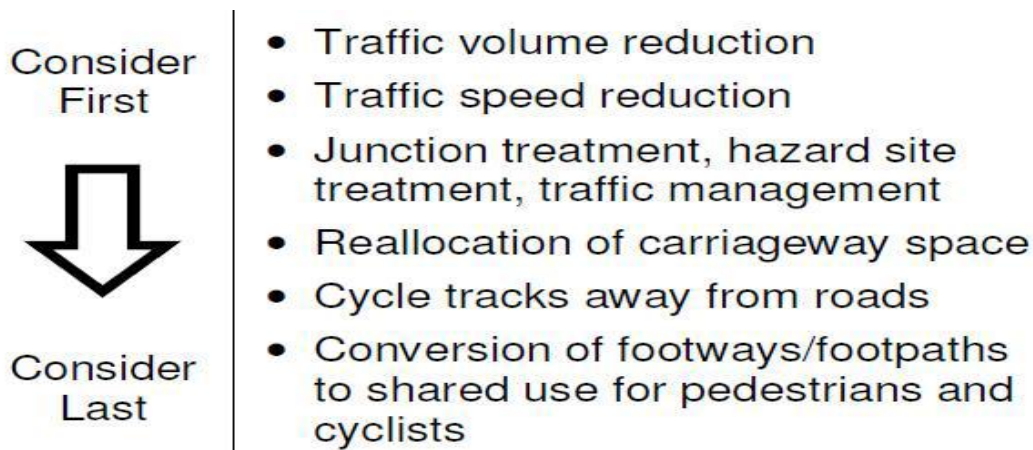 Consider
First
Consider
Last
• Traffic volume reduction
• Traffic speed reduction
• Junction treatment, hazard site
treatment, traffic management
• Reallocation of carriageway space
• Cycle tracks away from roads
• Conversion of footways/footpaths
to shared use for pedestrians and
cyclists